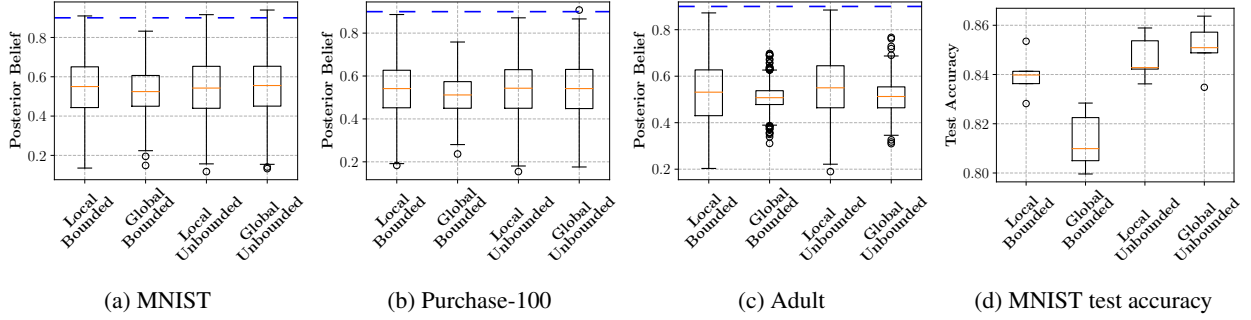 Posterior Belief
0.8
0.6
0.4
0.2
Local Bounded
Global Bounded
Local Unbounded
Global Unbounded
(a) MNIST
Posterior Belief
0.8
0.6
0.4
0.2
Local Bounded
Global Bounded
Local Unbounded
Global Unbounded
(b) Purchase-100
Posterior Belief
0.8
0.6
0.4
0.2
Local Bounded
Global Bounded
Local Unbounded
Global Unbounded
(c) Adult
Test Accuracy
0.86
0.84
0.82
0.80
Local Bounded
Global Bounded
Local Unbounded
Global Unbounded
(d) MNIST test accuracy